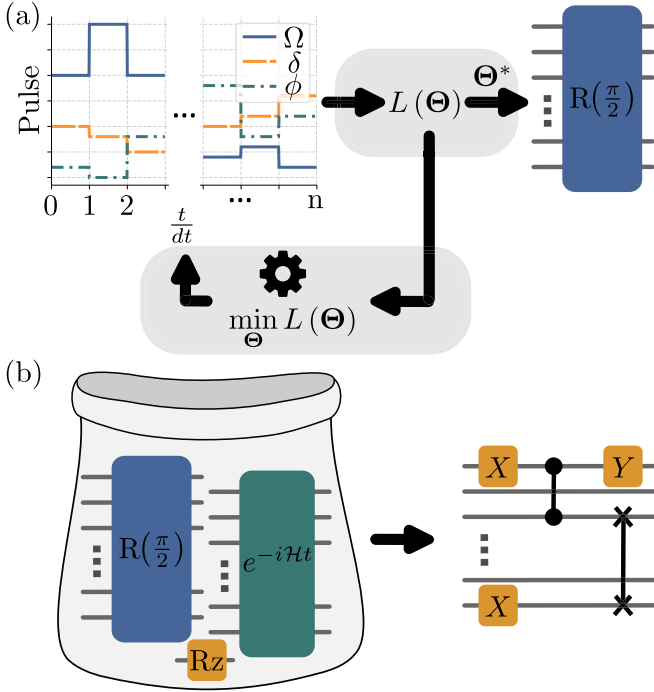 (a)
Pulse
Ω
δ
ϕ
...
0 1 2 ... n
t/dt
L(Θ)
Θ*
R(π/2)
min L(Θ)
Θ
(b)
R(π/2)
e^{-iℋt}
Rz
X
Y
X